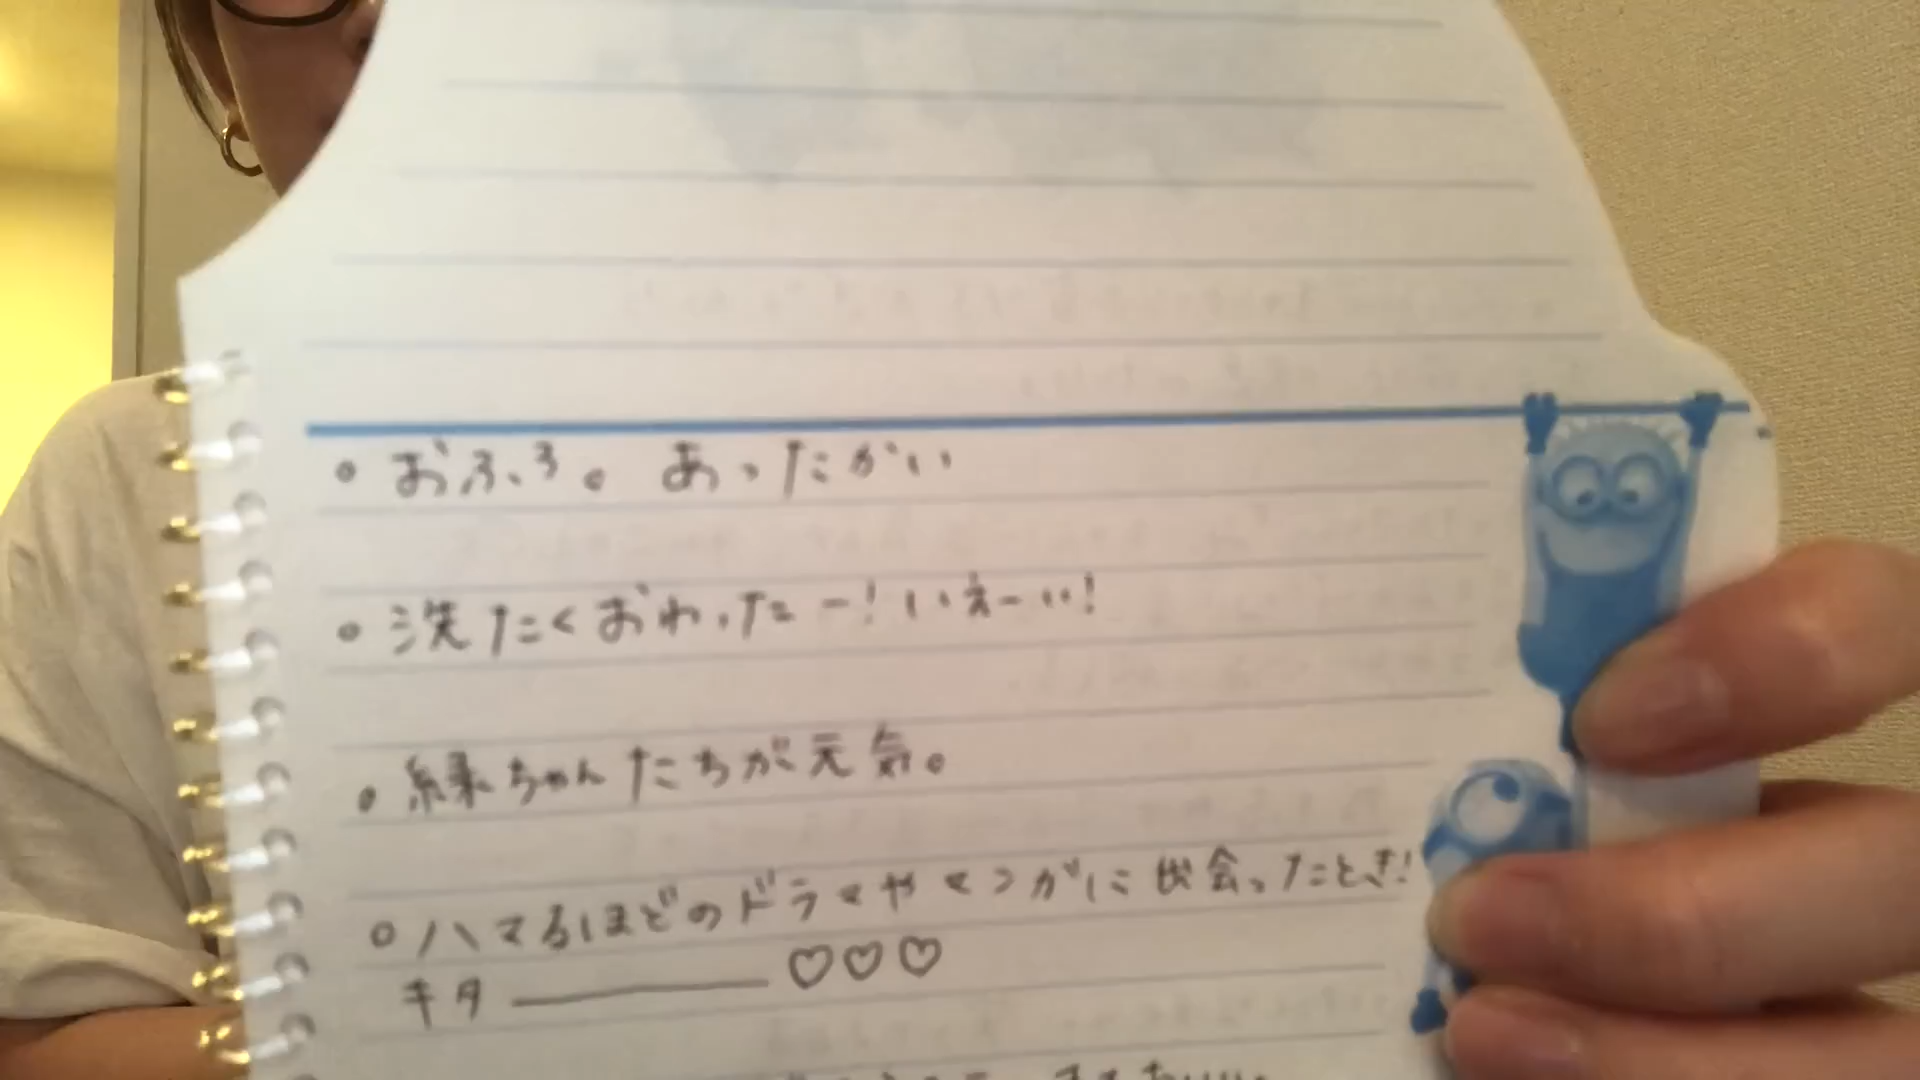 。おふろ。あったかい
。洗たくおわったー!いぇーい!
。緑ちゃんたちが元気。
。ハマるほどのドラマやマンガに出会ったとき!
キタ――――♡♡♡